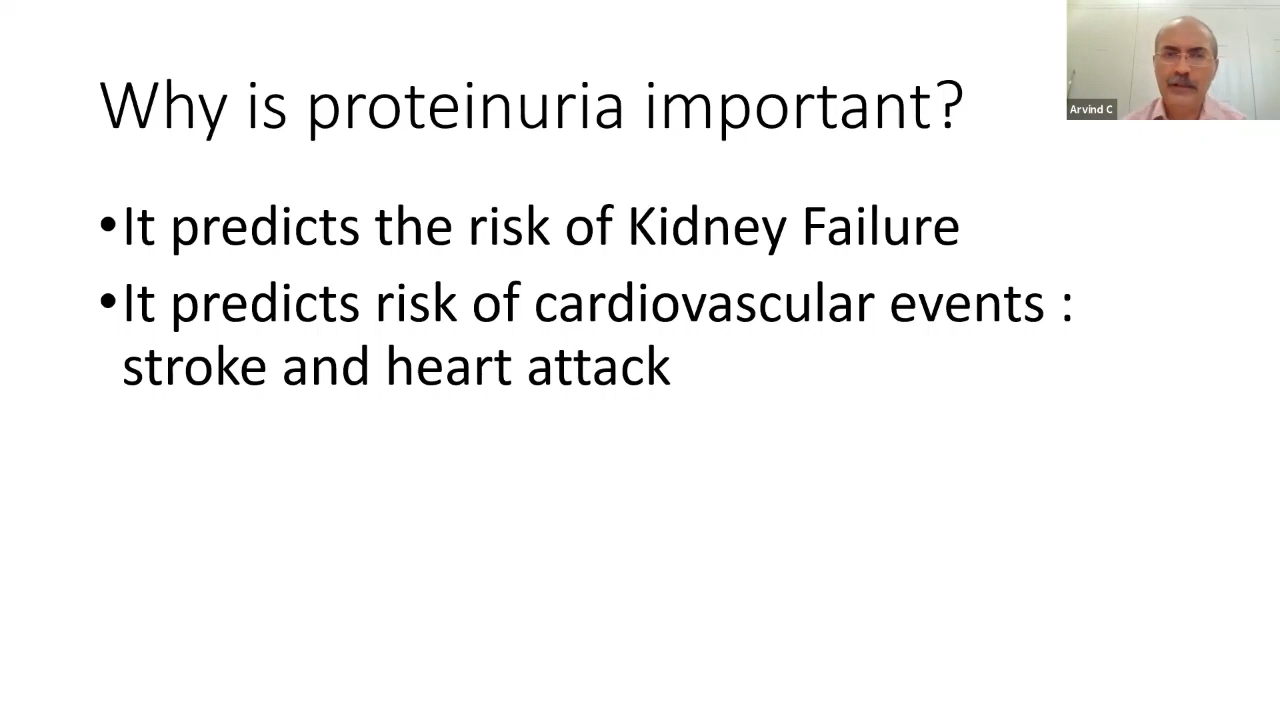 Why is proteinuria important?
Arvind C
•It predicts the risk of Kidney Failure
•It predicts risk of cardiovascular events :
stroke and heart attack